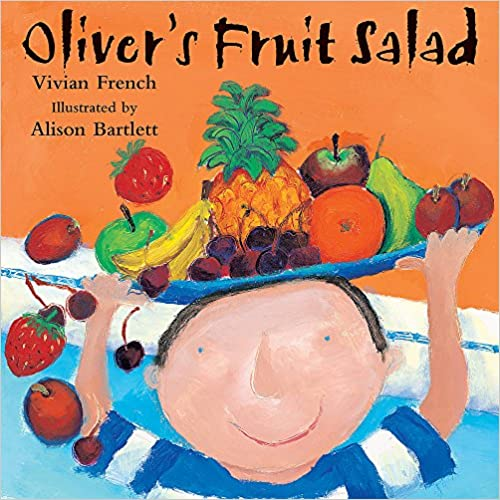 Oliver's Fruit Salad
Vivian French
Illustrated by
Alison Bartlett